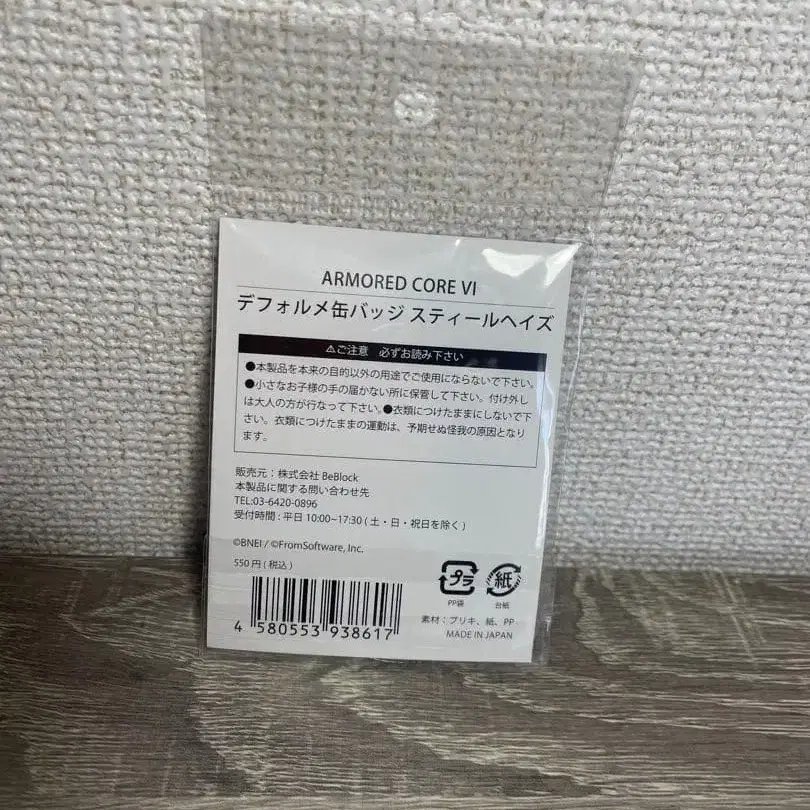 ARMORED CORE VI
デフォルメ缶バッジ スティールヘイズ
⚠ご注意 必ずお読み下さい
●本製品を本来の目的以外の用途でご使用にならないで下さい。
●小さなお子様の手の届かない所に保管して下さい。付け外し
は大人の方が行なって下さい。●衣類につけたままにしないで下
さい。衣類につけたままの運動は、予期せぬ怪我の原因となり
ます。
販売元：株式会社 BeBlock
本製品に関する問い合わせ先
TEL:03-6420-0896
受付時間：平日 10:00~17:30 ( 土・日・祝日を除く )
©BNEI / ©FromSoftware, Inc.
550円 ( 税込 )
プラ
紙
PP袋
台紙
4 580553 938617
素材：ブリキ、紙、PP
MADE IN JAPAN